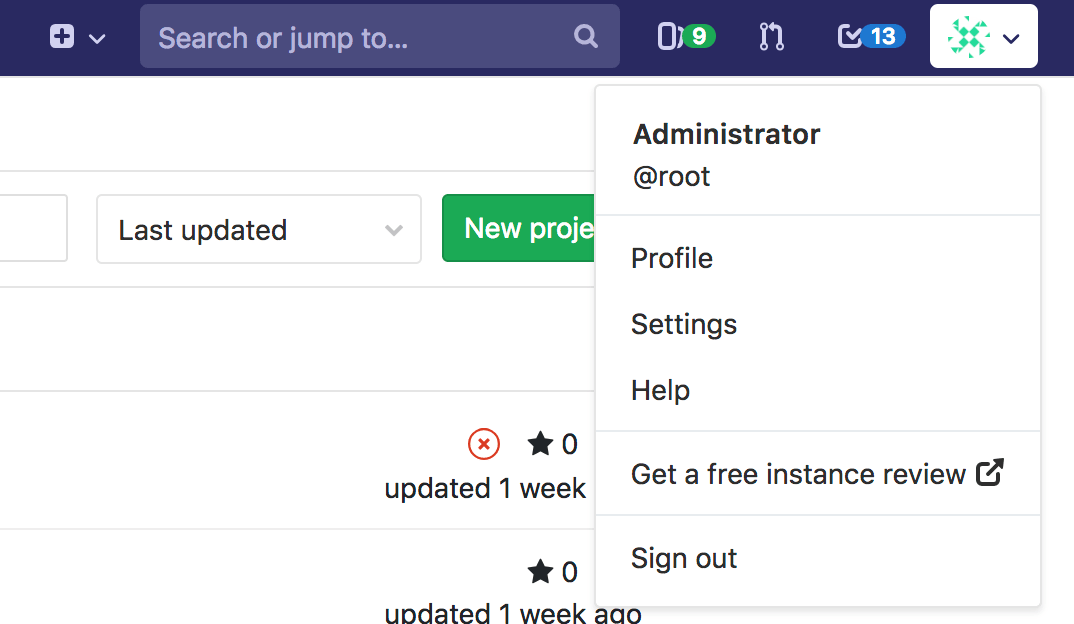 Search or jump to...
9
13
Administrator
@root
Last updated
New proje
Profile
Settings
Help
0
updated 1 week
Get a free instance review
0
Sign out
updated 1 week ago